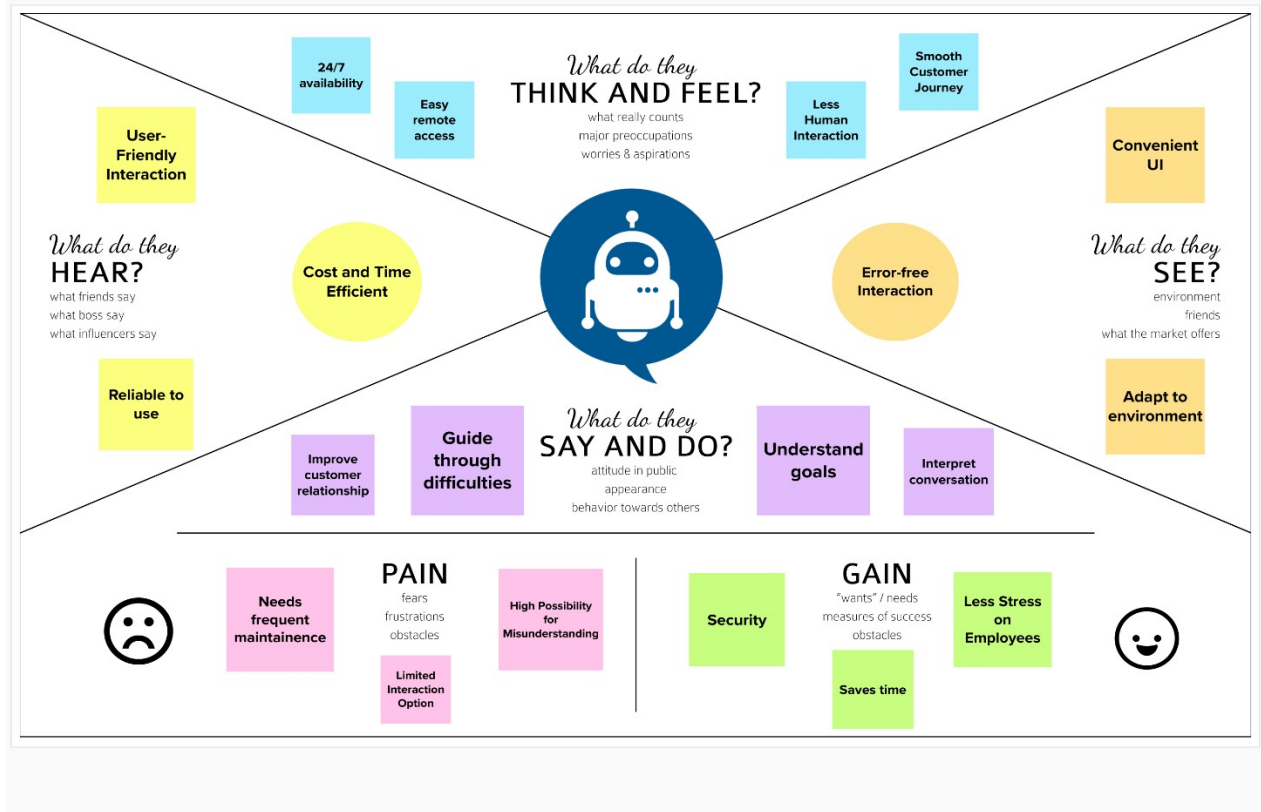 What do they
THINK AND FEEL?
what really counts
major preoccupations
worries & aspirations
24/7
availability
Easy
remote
access
Less
Human
Interaction
Smooth
Customer
Journey
What do they
HEAR?
what friends say
what boss say
what influencers say
User-
Friendly
Interaction
Cost and Time
Efficient
Reliable to
use
What do they
SEE?
environment
friends
what the market offers
Convenient
UI
Error-free
Interaction
Adapt to
environment
What do they
SAY AND DO?
attitude in public
appearance
behavior towards others
Improve
customer
relationship
Guide
through
difficulties
Understand
goals
Interpret
conversation
PAIN
fears
frustrations
obstacles
Needs
frequent
maintainence
Limited
Interaction
Option
High Possibility
for
Misunderstanding
GAIN
"wants" / needs
measures of success
obstacles
Security
Saves time
Less Stress
on
Employees